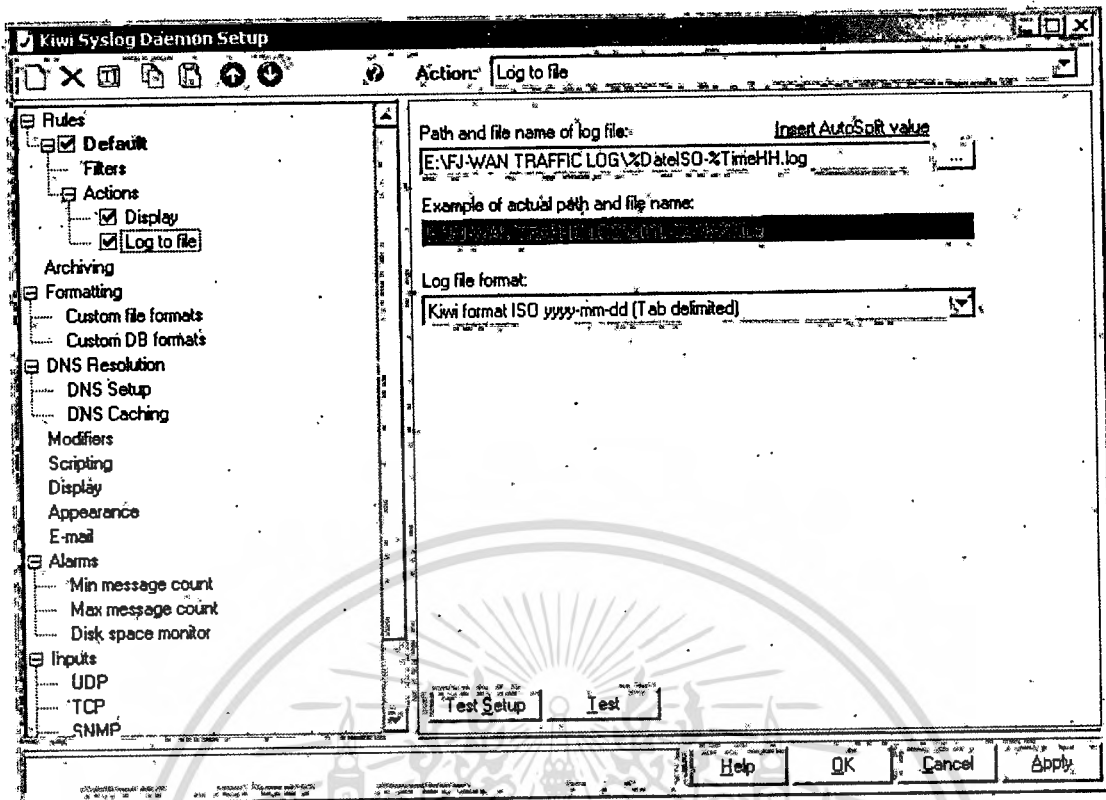 Kiwi Syslog Daemon Setup
Action: Log to file
Rules
Default
Filters
Actions
Display
Log to file
Archiving
Formatting
Custom file formats
Custom DB formats
DNS Resolution
DNS Setup
DNS Caching
Modifiers
Scripting
Display
Appearance
E-mail
Alarms
Min message count
Max message count
Disk space monitor
Inputs
UDP
TCP
SNMP
Path and file name of log file: Insert AutoSplit value
E:\FJ-WAN TRAFFIC LOG\%DateISO-%TimeHH.log ...
Example of actual path and file name:
Log file format:
Kiwi format ISO yyyy-mm-dd (Tab delimited)
Test Setup Test
Help OK Cancel Apply